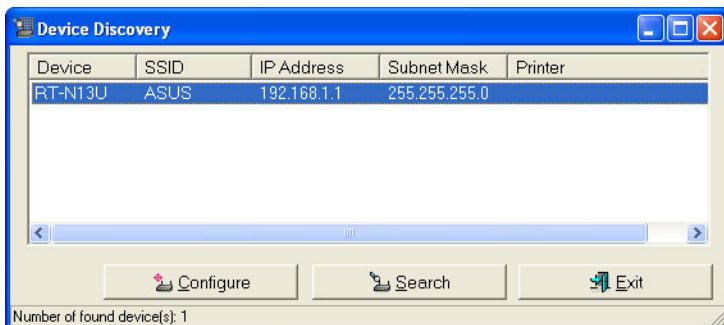 Device Discovery
Device SSID IP Address Subnet Mask Printer
RT-N13U ASUS 192.168.1.1 255.255.255.0
Configure Search Exit
Number of found device(s): 1